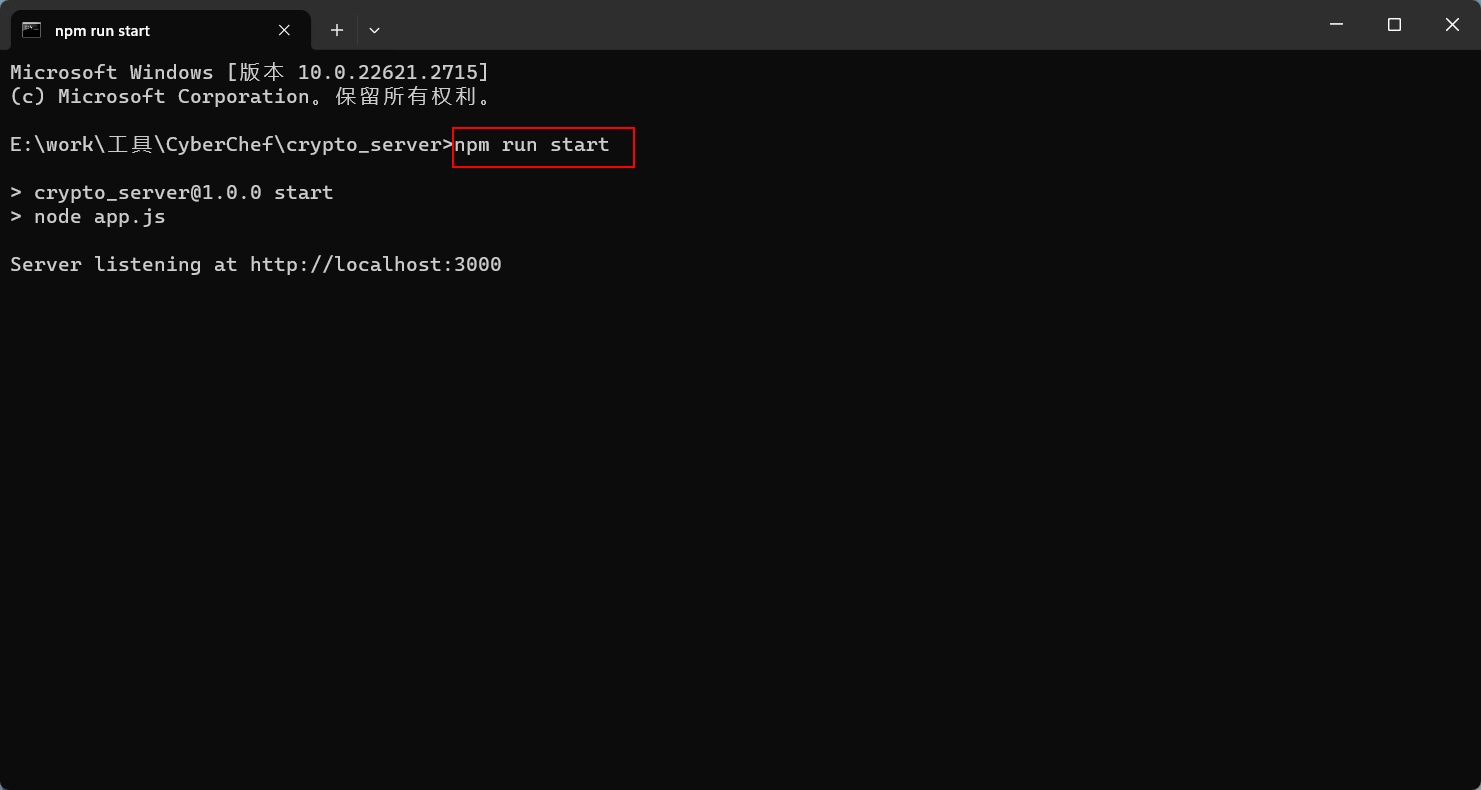 npm run start
Microsoft Windows [版本 10.0.22621.2715]
(c) Microsoft Corporation。保留所有权利。
E:\work\工具\CyberChef\crypto_server>npm run start
> crypto_server@1.0.0 start
> node app.js
Server listening at http://localhost:3000